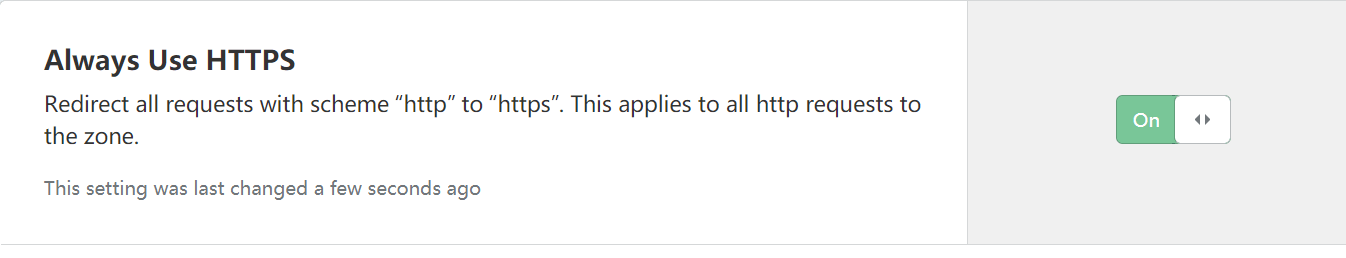 Always Use HTTPS
Redirect all requests with scheme “http” to “https”. This applies to all http requests to
the zone.
On
This setting was last changed a few seconds ago